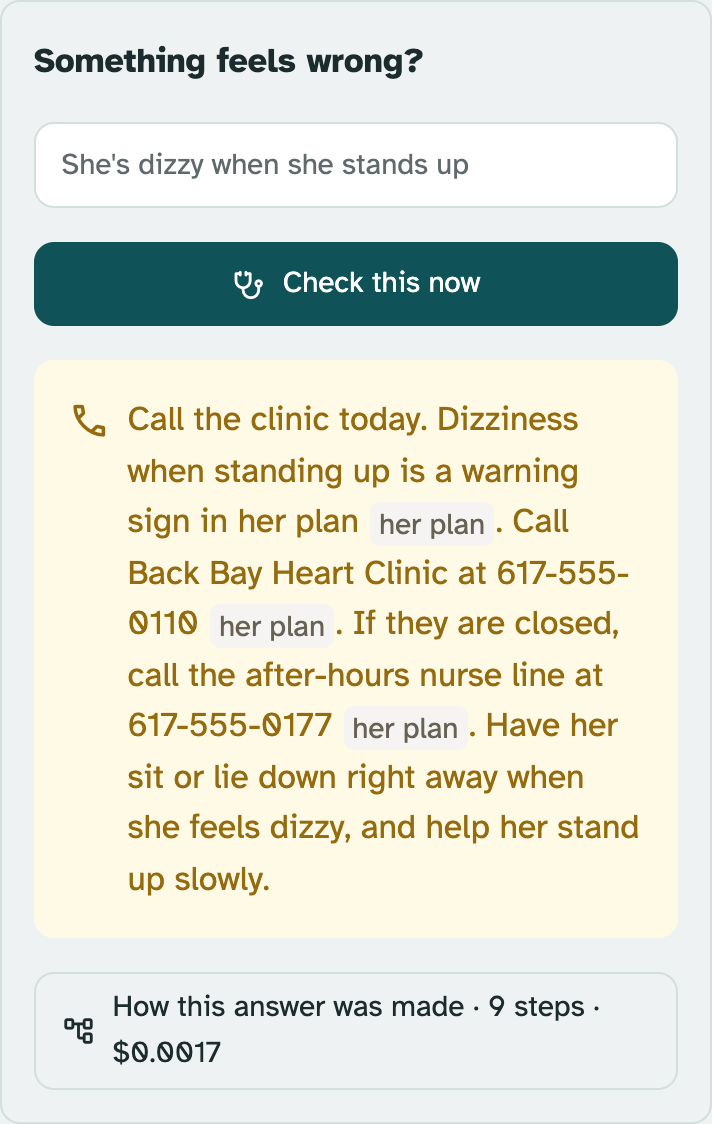 Something feels wrong?
She's dizzy when she stands up
Check this now
Call the clinic today. Dizziness
when standing up is a warning
sign in her plan her plan . Call
Back Bay Heart Clinic at 617-555-
0110 her plan . If they are closed,
call the after-hours nurse line at
617-555-0177 her plan . Have her
sit or lie down right away when
she feels dizzy, and help her stand
up slowly.
How this answer was made · 9 steps ·
$0.0017